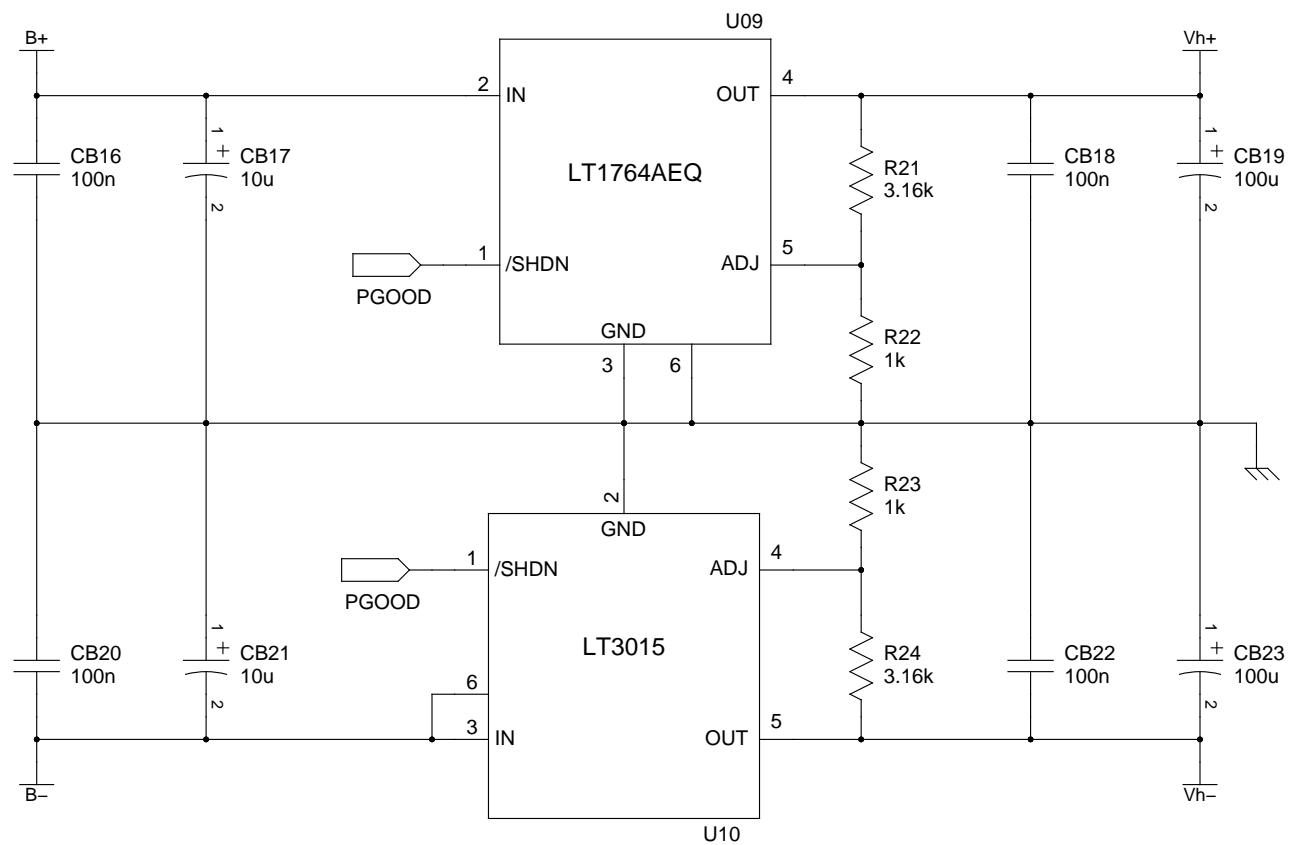 U09
B+
Vh+
2
IN
OUT
4
1
+
CB16
100n
CB17
10u
2
LT1764AEQ
R21
3.16k
CB18
100n
1
+
CB19
100u
2
1
/SHDN
PGOOD
ADJ
5
GND
3
6
R22
1k
2
GND
R23
1k
1
/SHDN
PGOOD
ADJ
4
LT3015
CB20
100n
1
+
CB21
10u
2
R24
3.16k
CB22
100n
1
+
CB23
100u
2
6
3
IN
OUT
5
B−
Vh−
U10